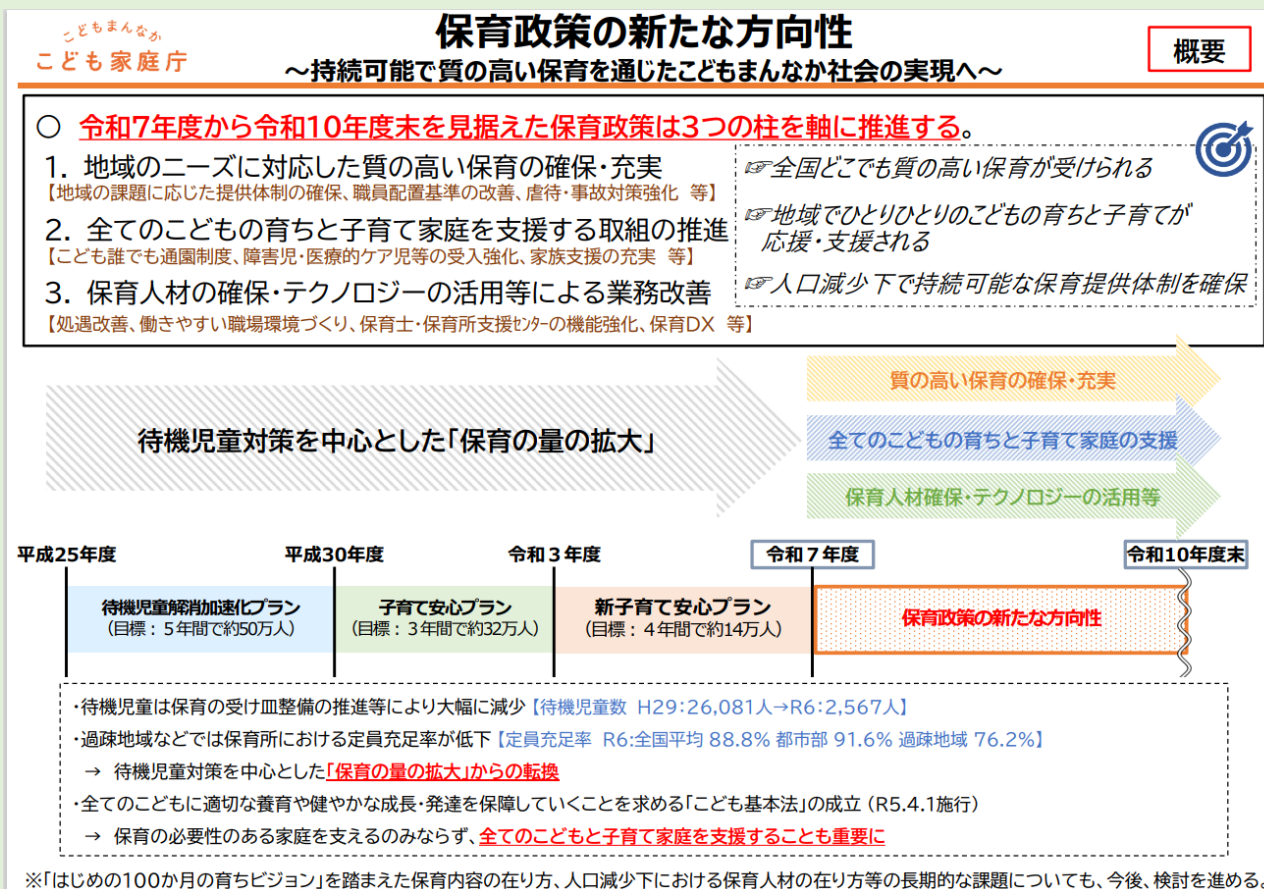 こどもまんなか
こども家庭庁
保育政策の新たな方向性
～持続可能で質の高い保育を通じたこどもまんなか社会の実現へ～
概要
○ 令和7年度から令和10年度末を見据えた保育政策は3つの柱を軸に推進する。
1. 地域のニーズに対応した質の高い保育の確保・充実
【地域の課題に応じた提供体制の確保、職員配置基準の改善、虐待・事故対策強化 等】
2. 全てのこどもの育ちと子育て家庭を支援する取組の推進
【こども誰でも通園制度、障害児・医療的ケア児等の受入強化、家族支援の充実 等】
3. 保育人材の確保・テクノロジーの活用等による業務改善
【処遇改善、働きやすい職場環境づくり、保育士・保育所支援センターの機能強化、保育DX 等】
☞全国どこでも質の高い保育が受けられる
☞地域でひとりひとりのこどもの育ちと子育てが
応援・支援される
☞人口減少下で持続可能な保育提供体制を確保
待機児童対策を中心とした「保育の量の拡大」
質の高い保育の確保・充実
全てのこどもの育ちと子育て家庭の支援
保育人材確保・テクノロジーの活用等
平成25年度
平成30年度
令和３年度
令和７年度
令和10年度末
待機児童解消加速化プラン
（目標：５年間で約50万人）
子育て安心プラン
（目標：３年間で約32万人）
新子育て安心プラン
（目標：４年間で約14万人）
保育政策の新たな方向性
・待機児童は保育の受け皿整備の推進等により大幅に減少【待機児童数 H29：26,081人→R6：2,567人】
・過疎地域などでは保育所における定員充足率が低下【定員充足率 R6:全国平均 88.8% 都市部 91.6% 過疎地域 76.2%】
→ 待機児童対策を中心とした「保育の量の拡大」からの転換
・全てのこどもに適切な養育や健やかな成長・発達を保障していくことを求める「こども基本法」の成立（R5.4.1施行）
→ 保育の必要性のある家庭を支えるのみならず、全てのこどもと子育て家庭を支援することも重要に
※「はじめの100か月の育ちビジョン」を踏まえた保育内容の在り方、人口減少下における保育人材の在り方等の長期的な課題についても、今後、検討を進める。